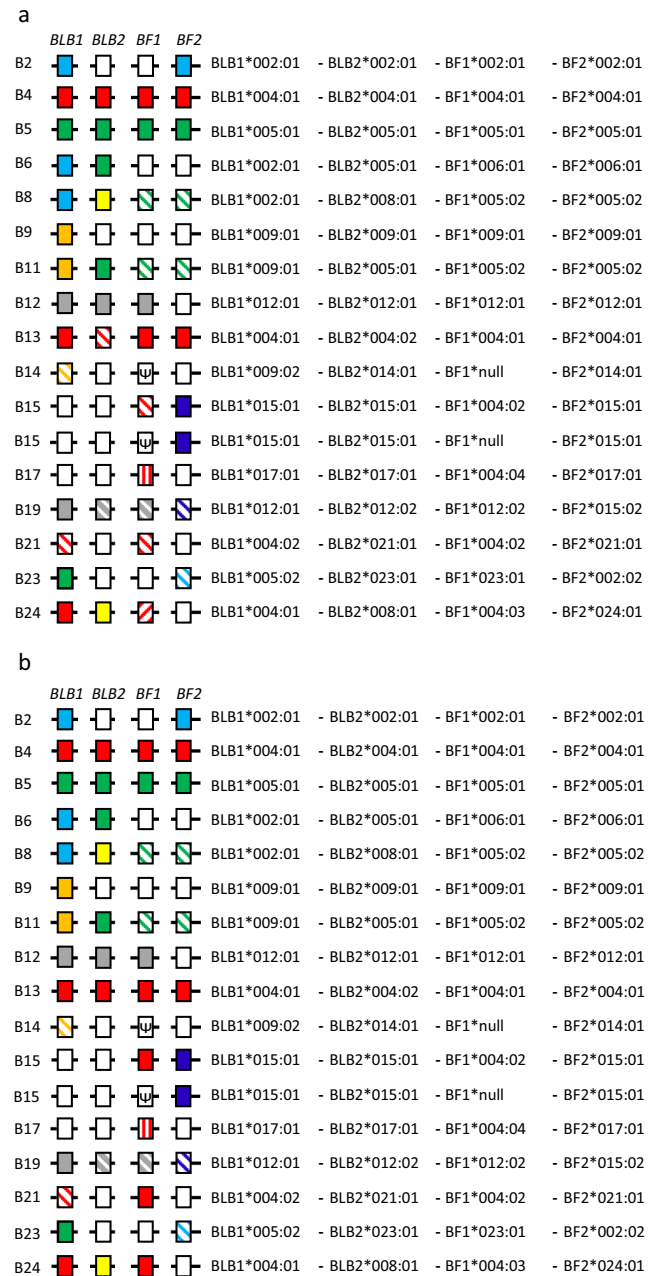 a
BLB1 BLB2 BF1 BF2
B2 BLB1*002:01 - BLB2*002:01 - BF1*002:01 - BF2*002:01
B4 BLB1*004:01 - BLB2*004:01 - BF1*004:01 - BF2*004:01
B5 BLB1*005:01 - BLB2*005:01 - BF1*005:01 - BF2*005:01
B6 BLB1*002:01 - BLB2*005:01 - BF1*006:01 - BF2*006:01
B8 BLB1*002:01 - BLB2*008:01 - BF1*005:02 - BF2*005:02
B9 BLB1*009:01 - BLB2*009:01 - BF1*009:01 - BF2*009:01
B11 BLB1*009:01 - BLB2*005:01 - BF1*005:02 - BF2*005:02
B12 BLB1*012:01 - BLB2*012:01 - BF1*012:01 - BF2*012:01
B13 BLB1*004:01 - BLB2*004:02 - BF1*004:01 - BF2*004:01
B14 Ψ BLB1*009:02 - BLB2*014:01 - BF1*null - BF2*014:01
B15 BLB1*015:01 - BLB2*015:01 - BF1*004:02 - BF2*015:01
B15 Ψ BLB1*015:01 - BLB2*015:01 - BF1*null - BF2*015:01
B17 BLB1*017:01 - BLB2*017:01 - BF1*004:04 - BF2*017:01
B19 BLB1*012:01 - BLB2*012:02 - BF1*012:02 - BF2*015:02
B21 BLB1*004:02 - BLB2*021:01 - BF1*004:02 - BF2*021:01
B23 BLB1*005:02 - BLB2*023:01 - BF1*023:01 - BF2*002:02
B24 BLB1*004:01 - BLB2*008:01 - BF1*004:03 - BF2*024:01
b
BLB1 BLB2 BF1 BF2
B2 BLB1*002:01 - BLB2*002:01 - BF1*002:01 - BF2*002:01
B4 BLB1*004:01 - BLB2*004:01 - BF1*004:01 - BF2*004:01
B5 BLB1*005:01 - BLB2*005:01 - BF1*005:01 - BF2*005:01
B6 BLB1*002:01 - BLB2*005:01 - BF1*006:01 - BF2*006:01
B8 BLB1*002:01 - BLB2*008:01 - BF1*005:02 - BF2*005:02
B9 BLB1*009:01 - BLB2*009:01 - BF1*009:01 - BF2*009:01
B11 BLB1*009:01 - BLB2*005:01 - BF1*005:02 - BF2*005:02
B12 BLB1*012:01 - BLB2*012:01 - BF1*012:01 - BF2*012:01
B13 BLB1*004:01 - BLB2*004:02 - BF1*004:01 - BF2*004:01
B14 Ψ BLB1*009:02 - BLB2*014:01 - BF1*null - BF2*014:01
B15 BLB1*015:01 - BLB2*015:01 - BF1*004:02 - BF2*015:01
B15 Ψ BLB1*015:01 - BLB2*015:01 - BF1*null - BF2*015:01
B17 BLB1*017:01 - BLB2*017:01 - BF1*004:04 - BF2*017:01
B19 BLB1*012:01 - BLB2*012:02 - BF1*012:02 - BF2*015:02
B21 BLB1*004:02 - BLB2*021:01 - BF1*004:02 - BF2*021:01
B23 BLB1*005:02 - BLB2*023:01 - BF1*023:01 - BF2*002:02
B24 BLB1*004:01 - BLB2*008:01 - BF1*004:03 - BF2*024:01